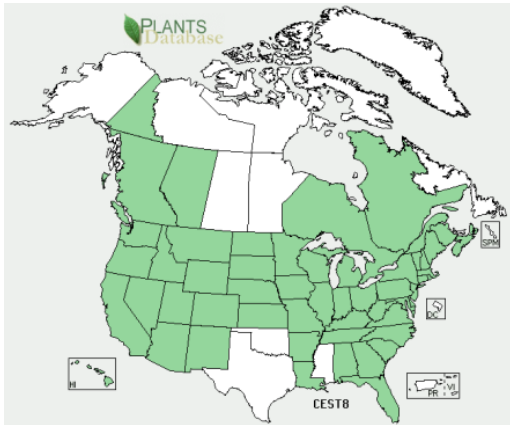 PLANTS
Database
SPM
DC
HI
PR VI
CEST8